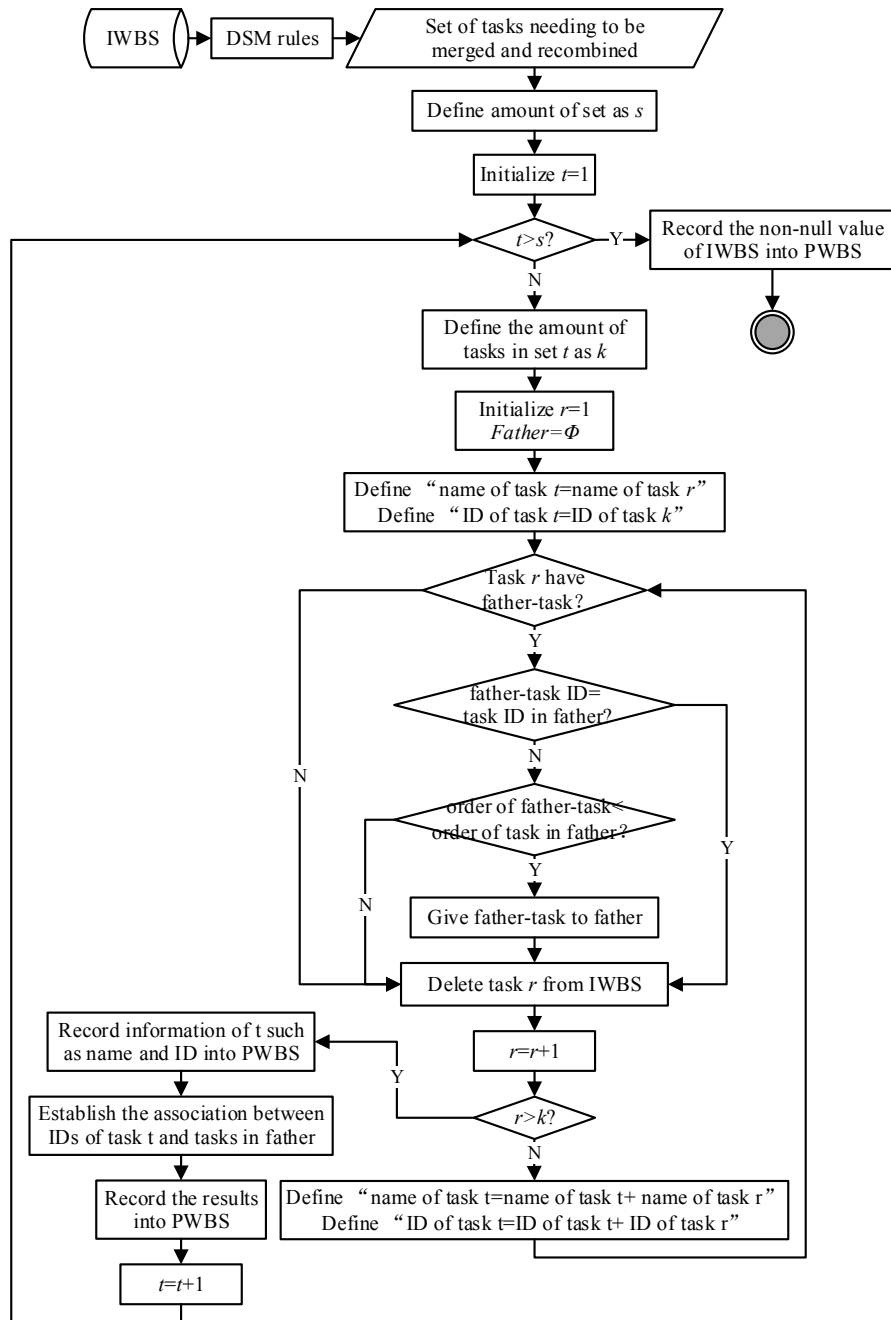 IWBS
DSM rules
Set of tasks needing to be
merged and recombined
Define amount of set as s
Initialize t=1
t>s?
Y
Record the non-null value
of IWBS into PWBS
N
Define the amount of
tasks in set t as k
Initialize r=1
Father=Φ
Define “name of task t=name of task r”
Define “ID of task t=ID of task k”
Task r have
father-task?
Y
father-task ID=
task ID in father?
N
N
order of father-task<
order of task in father?
Y
Y
N
Give father-task to father
Delete task r from IWBS
Record information of t such
as name and ID into PWBS
r=r+1
Y
Establish the association between
IDs of task t and tasks in father
r>k?
N
Record the results
into PWBS
Define “name of task t=name of task t+ name of task r”
Define “ID of task t=ID of task t+ ID of task r”
t=t+1